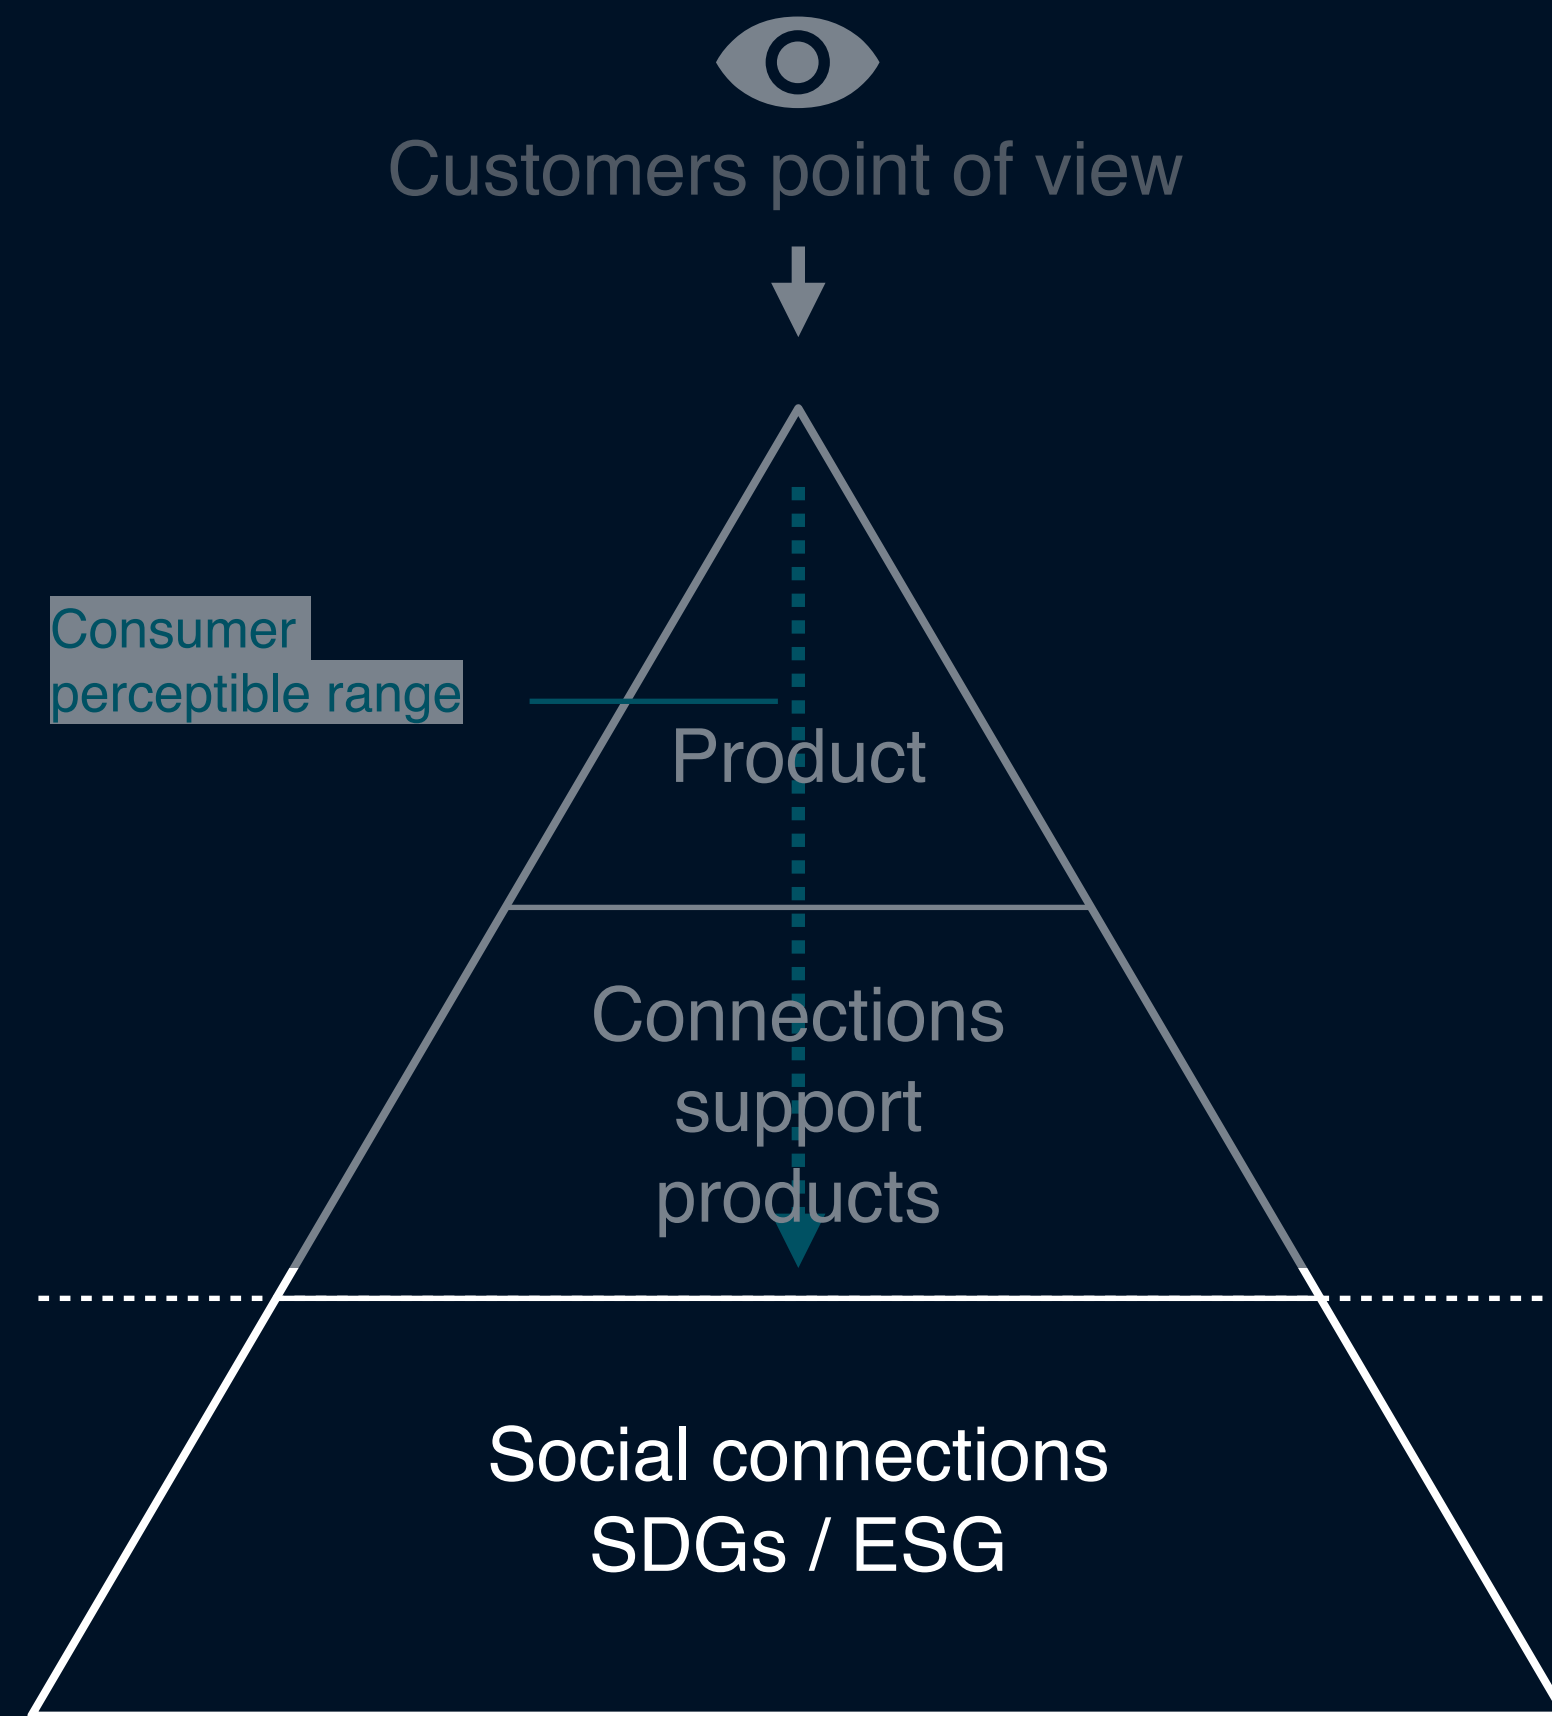 Customers point of view
Consumer
perceptible range
Product
Connections
support
products
Social connections
SDGs / ESG